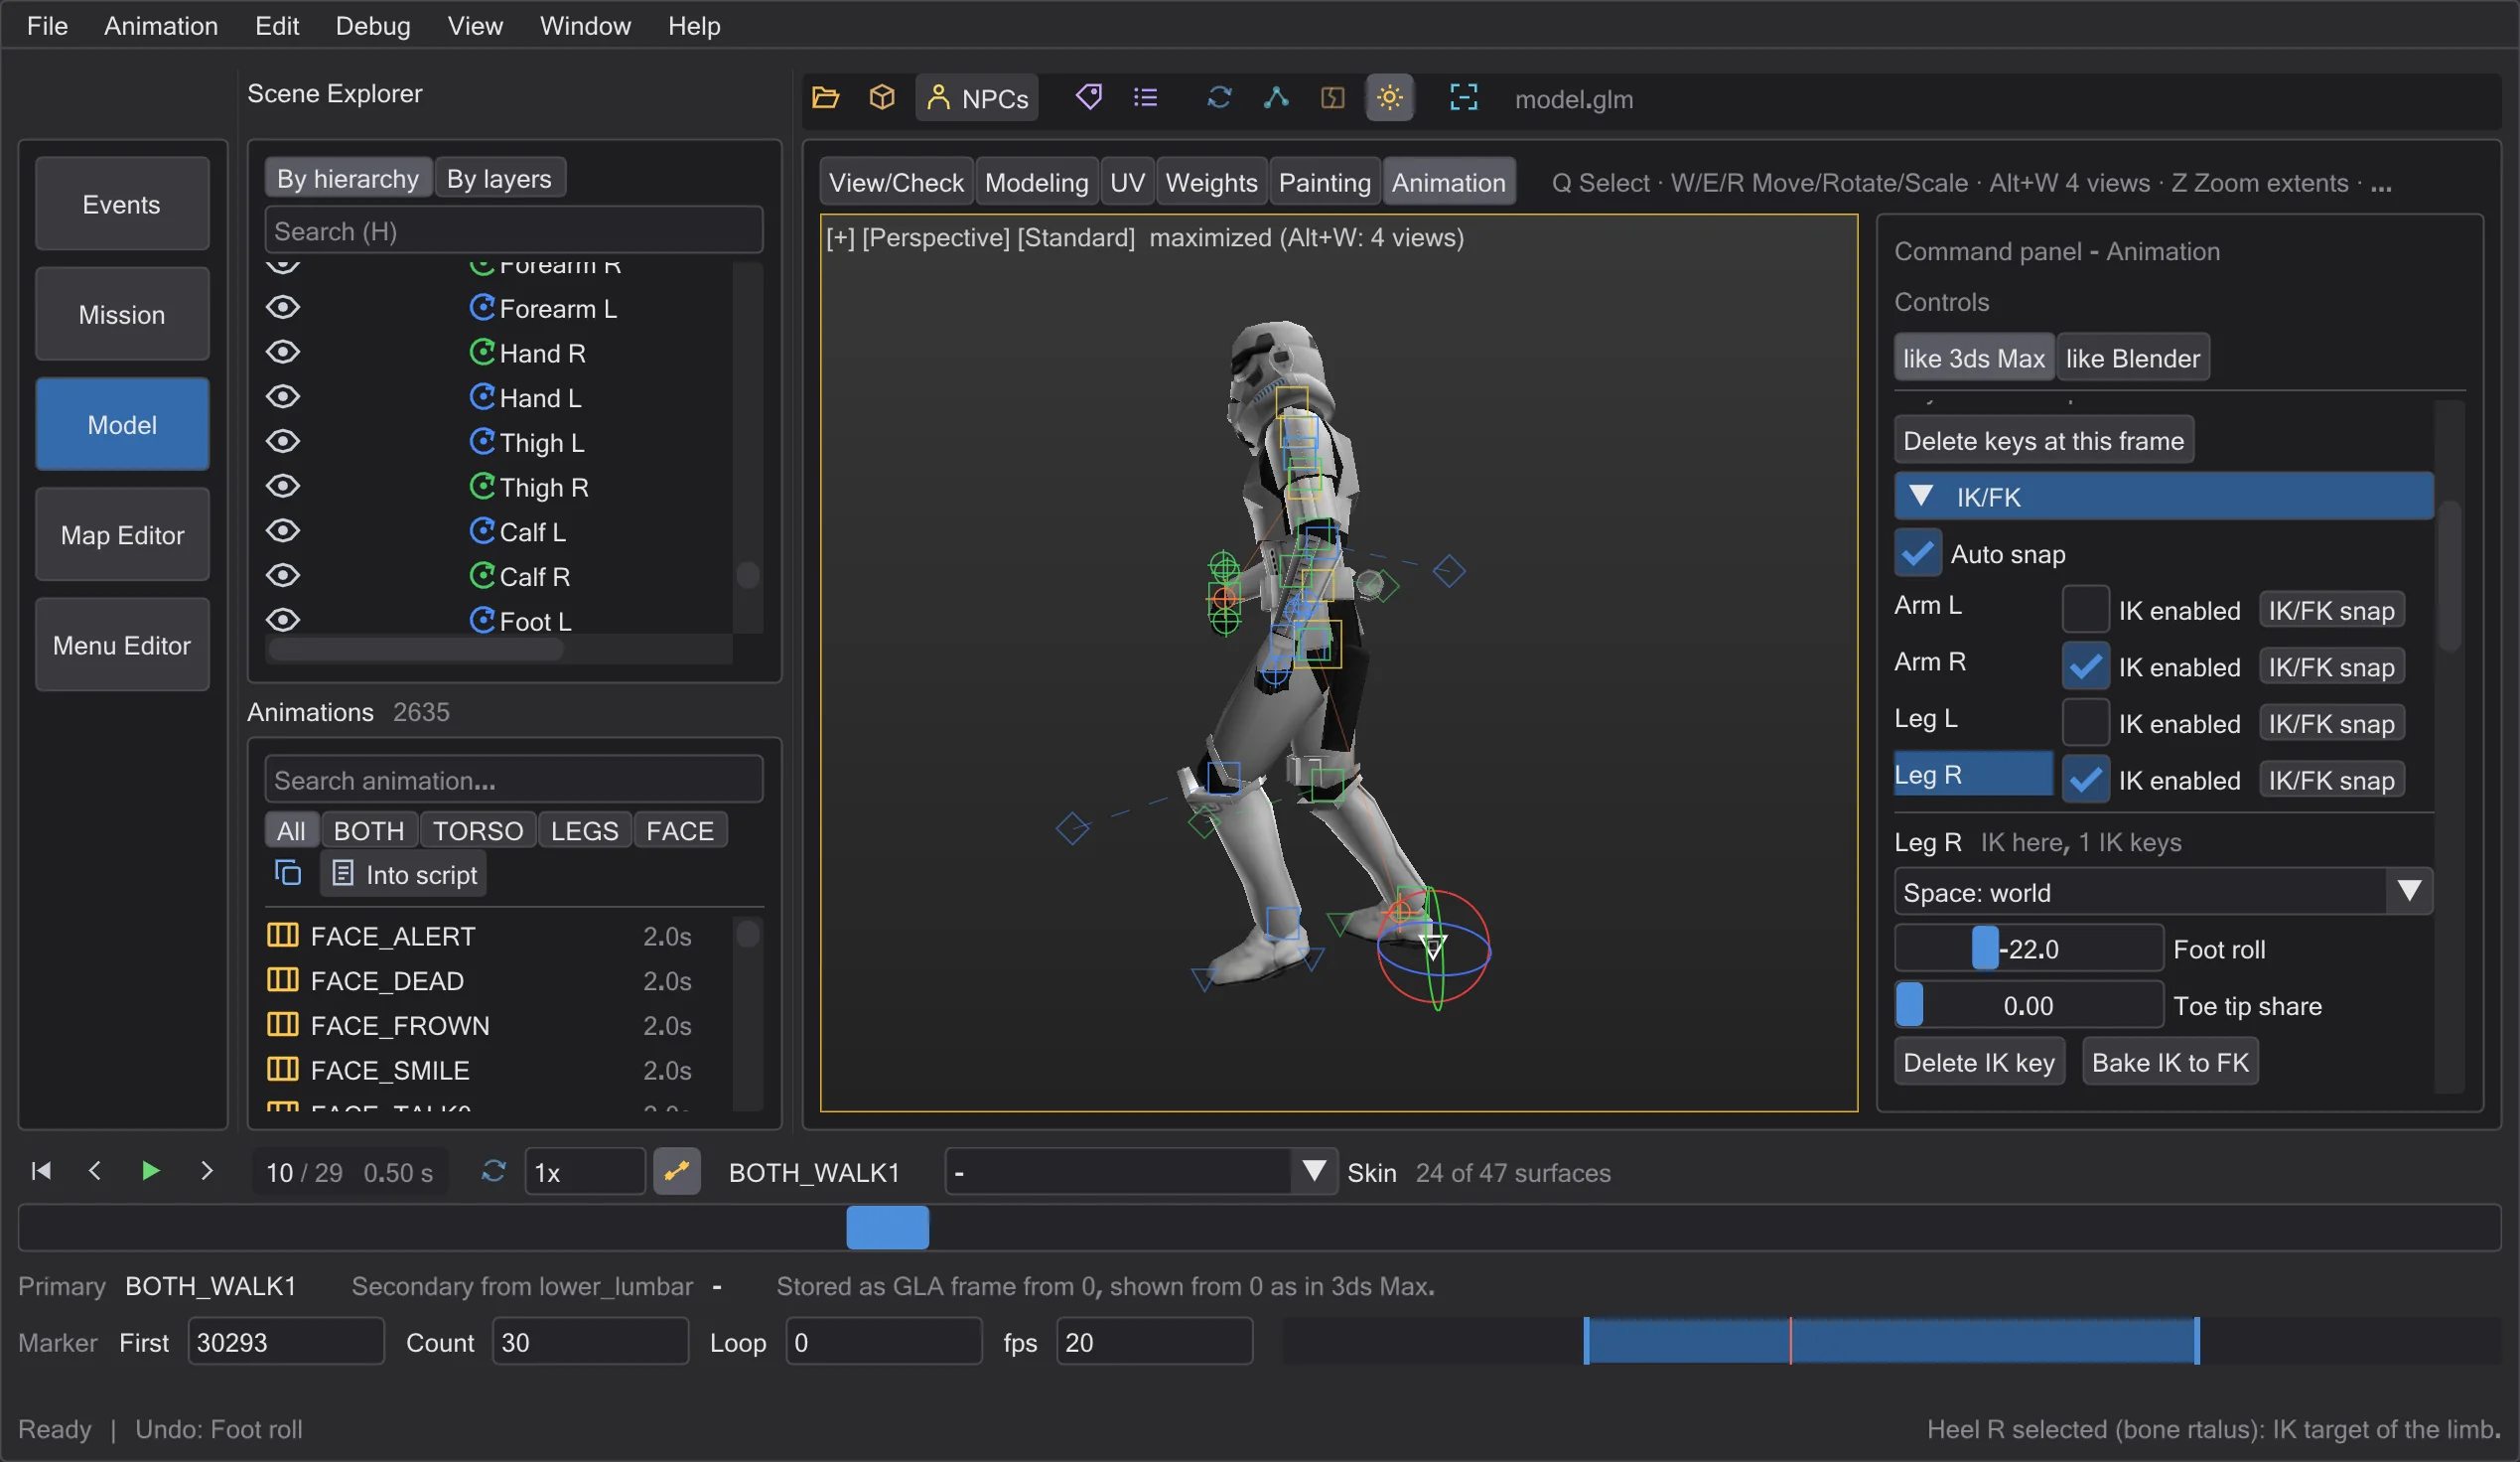 File Animation Edit Debug View Window Help
Scene Explorer
NPCs model.glm
Events
Mission
Model
Map Editor
Menu Editor
By hierarchy By layers
Search (H)
Forearm R
Forearm L
Hand R
Hand L
Thigh L
Thigh R
Calf L
Calf R
Foot L
Animations 2635
Search animation...
All BOTH TORSO LEGS FACE
Into script
FACE_ALERT 2.0s
FACE_DEAD 2.0s
FACE_FROWN 2.0s
FACE_SMILE 2.0s
View/Check Modeling UV Weights Painting Animation Q Select · W/E/R Move/Rotate/Scale · Alt+W 4 views · Z Zoom extents · ...
[+] [Perspective] [Standard] maximized (Alt+W: 4 views)
Command panel - Animation
Controls
like 3ds Max like Blender
Delete keys at this frame
IK/FK
Auto snap
Arm L IK enabled IK/FK snap
Arm R IK enabled IK/FK snap
Leg L IK enabled IK/FK snap
Leg R IK enabled IK/FK snap
Leg R IK here, 1 IK keys
Space: world
-22.0 Foot roll
0.00 Toe tip share
Delete IK key Bake IK to FK
10 / 29 0.50 s 1x BOTH_WALK1 - Skin 24 of 47 surfaces
Primary BOTH_WALK1 Secondary from lower_lumbar - Stored as GLA frame from 0, shown from 0 as in 3ds Max.
Marker First 30293 Count 30 Loop 0 fps 20
Ready | Undo: Foot roll
Heel R selected (bone rtalus): IK target of the limb.